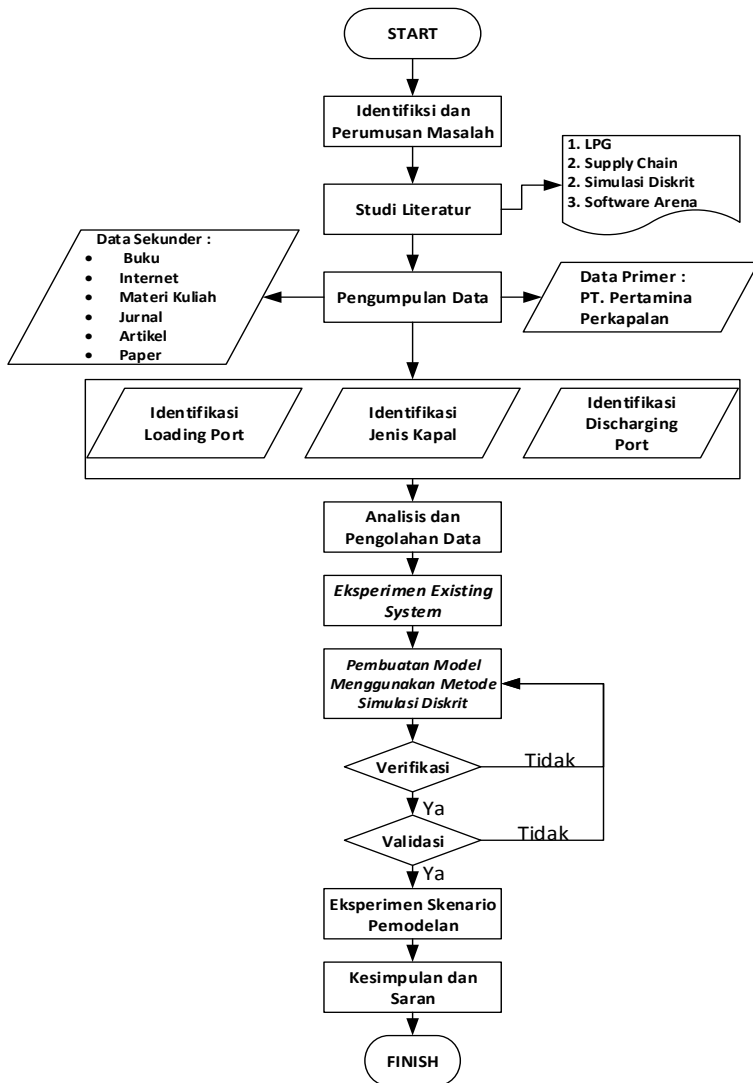 START
Identifiksi dan
Perumusan Masalah
1. LPG
2. Supply Chain
2. Simulasi Diskrit
3. Software Arena
Studi Literatur
Data Sekunder :
• Buku
• Internet
• Materi Kuliah
• Jurnal
• Artikel
• Paper
Pengumpulan Data
Data Primer :
PT. Pertamina
Perkapalan
Identifikasi
Loading Port
Identifikasi
Jenis Kapal
Identifikasi
Discharging
Port
Analisis dan
Pengolahan Data
Eksperimen Existing
System
Pembuatan Model
Menggunakan Metode
Simulasi Diskrit
Verifikasi
Tidak
Ya
Validasi
Tidak
Ya
Eksperimen Skenario
Pemodelan
Kesimpulan dan
Saran
FINISH